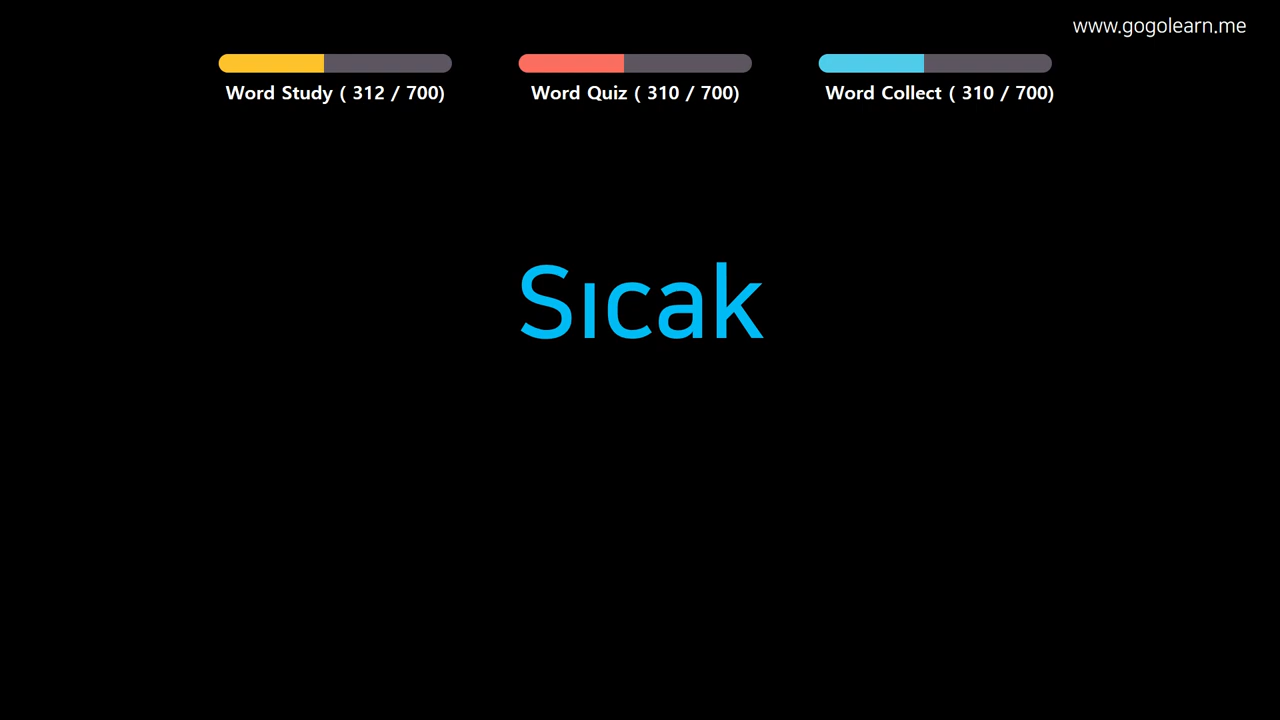 www.gogolearn.me
Word Study ( 312 / 700)
Word Quiz ( 310 / 700)
Word Collect ( 310 / 700)
Sıcak